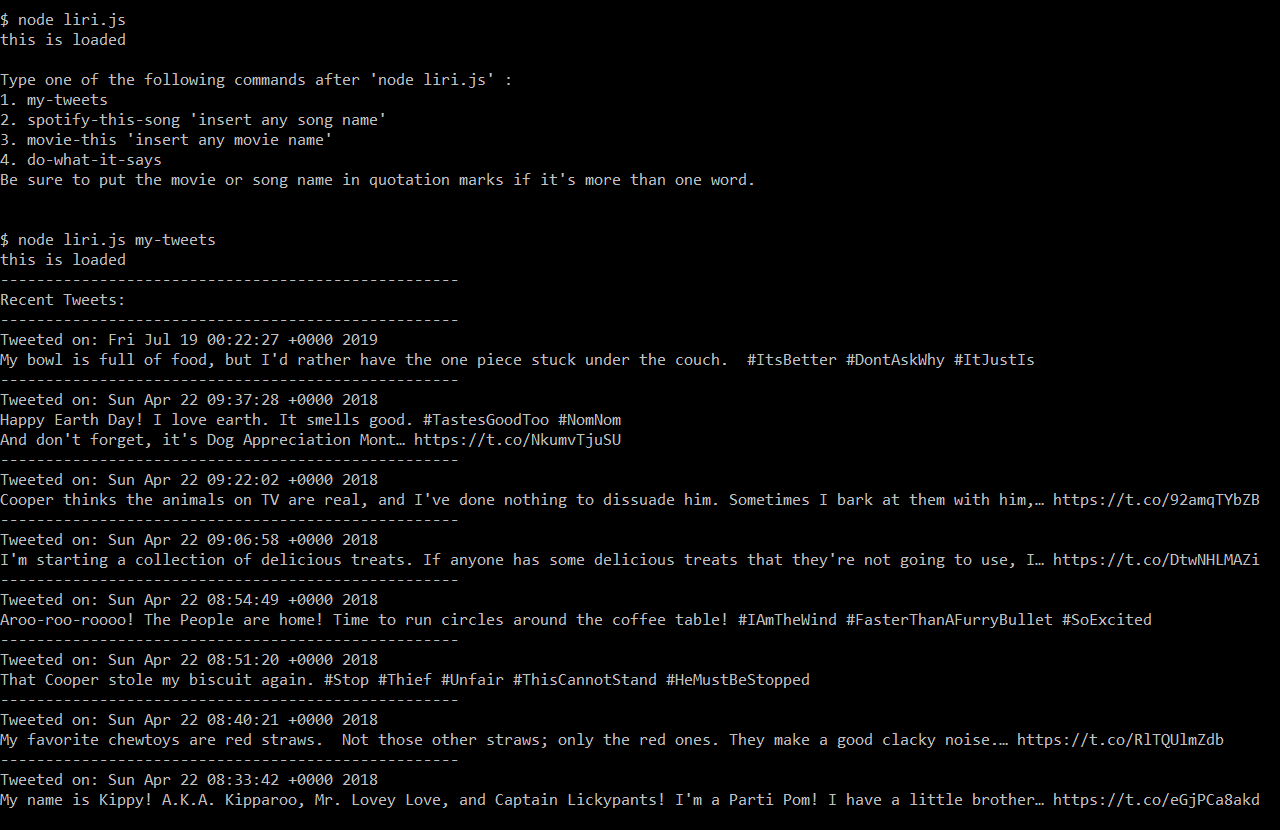 $ node liri.js
this is loaded
Type one of the following commands after 'node liri.js' :
1. my-tweets
2. spotify-this-song 'insert any song name'
3. movie-this 'insert any movie name'
4. do-what-it-says
Be sure to put the movie or song name in quotation marks if it's more than one word.
$ node liri.js my-tweets
this is loaded
---------------------------------------------------
Recent Tweets:
---------------------------------------------------
Tweeted on: Fri Jul 19 00:22:27 +0000 2019
My bowl is full of food, but I'd rather have the one piece stuck under the couch.  #ItsBetter #DontAskWhy #ItJustIs
---------------------------------------------------
Tweeted on: Sun Apr 22 09:37:28 +0000 2018
Happy Earth Day! I love earth. It smells good. #TastesGoodToo #NomNom
And don't forget, it's Dog Appreciation Mont… https://t.co/NkumvTjuSU
---------------------------------------------------
Tweeted on: Sun Apr 22 09:22:02 +0000 2018
Cooper thinks the animals on TV are real, and I've done nothing to dissuade him. Sometimes I bark at them with him,… https://t.co/92amqTYbZB
---------------------------------------------------
Tweeted on: Sun Apr 22 09:06:58 +0000 2018
I'm starting a collection of delicious treats. If anyone has some delicious treats that they're not going to use, I… https://t.co/DtwNHLMAZi
---------------------------------------------------
Tweeted on: Sun Apr 22 08:54:49 +0000 2018
Aroo-roo-roooo! The People are home! Time to run circles around the coffee table! #IAmTheWind #FasterThanAFurryBullet #SoExcited
---------------------------------------------------
Tweeted on: Sun Apr 22 08:51:20 +0000 2018
That Cooper stole my biscuit again. #Stop #Thief #Unfair #ThisCannotStand #HeMustBeStopped
---------------------------------------------------
Tweeted on: Sun Apr 22 08:40:21 +0000 2018
My favorite chewtoys are red straws.  Not those other straws; only the red ones. They make a good clacky noise.… https://t.co/RlTQUlmZdb
---------------------------------------------------
Tweeted on: Sun Apr 22 08:33:42 +0000 2018
My name is Kippy! A.K.A. Kipparoo, Mr. Lovey Love, and Captain Lickypants! I'm a Parti Pom! I have a little brother… https://t.co/eGjPCa8akd